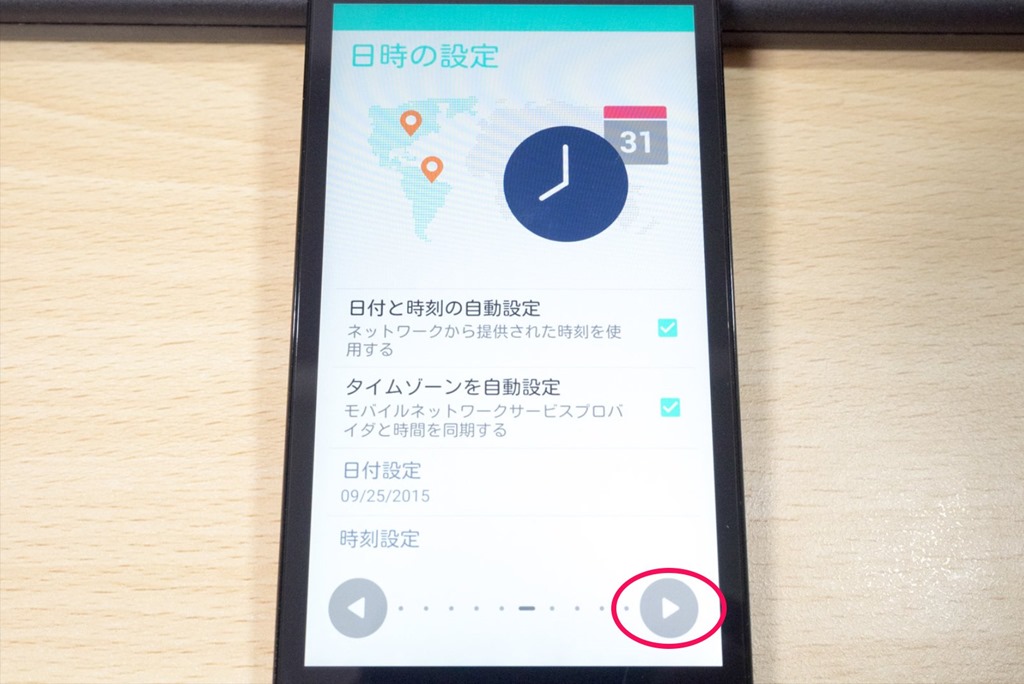 日時の設定
31
日付と時刻の自動設定
ネットワークから提供された時刻を使
用する
タイムゾーンを自動設定
モバイルネットワークサービスプロバ
イダと時間を同期する
日付設定
09/25/2015
時刻設定